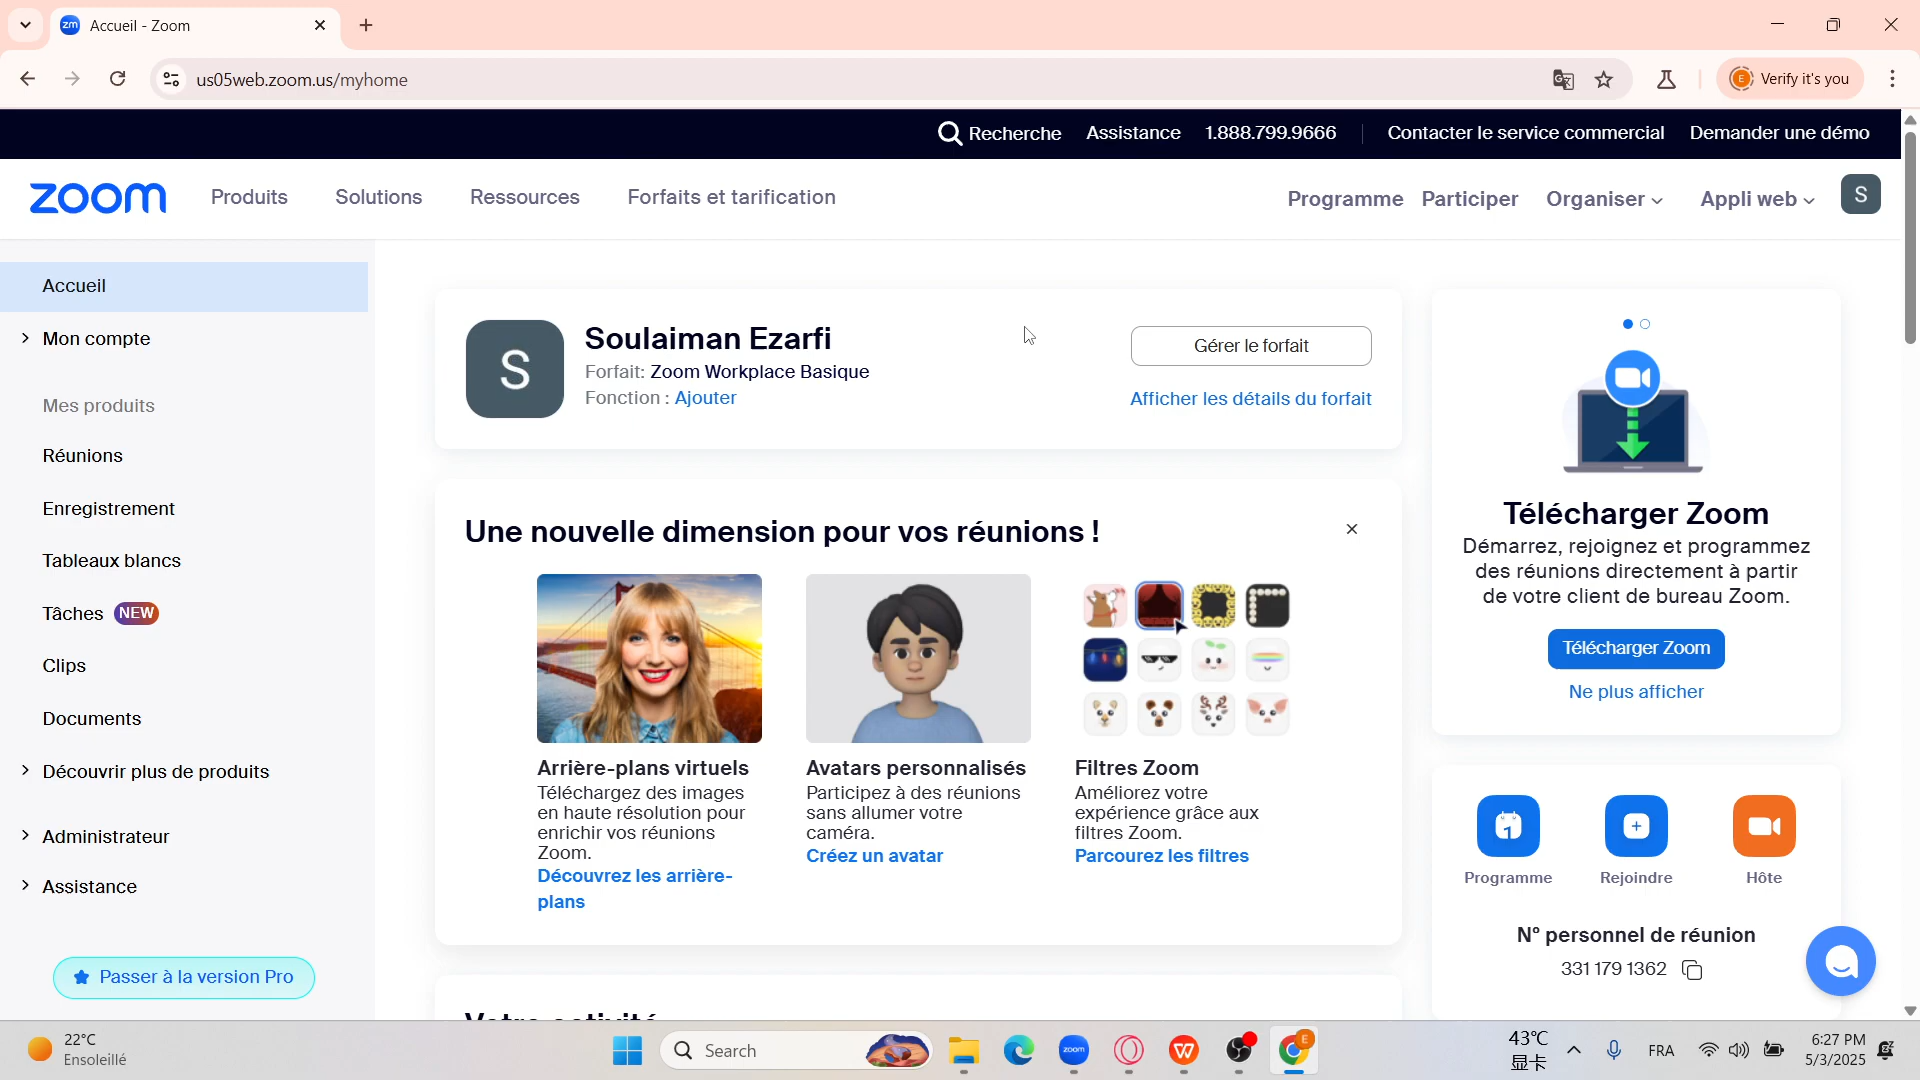 zm Accueil - Zoom
us05web.zoom.us/myhome
E Verify it's you
Recherche Assistance 1.888.799.9666 Contacter le service commercial Demander une démo
zoom Produits Solutions Ressources Forfaits et tarification Programme Participer Organiser Appli web S
Accueil
Mon compte
Mes produits
Réunions
Enregistrement
Tableaux blancs
Tâches NEW
Clips
Documents
Découvrir plus de produits
Administrateur
Assistance
Passer à la version Pro
S
Soulaiman Ezarfi
Forfait: Zoom Workplace Basique
Fonction : Ajouter
Gérer le forfait
Afficher les détails du forfait
Une nouvelle dimension pour vos réunions !
Arrière-plans virtuels
Téléchargez des images
en haute résolution pour
enrichir vos réunions
Zoom.
Découvrez les arrière-
plans
Avatars personnalisés
Participez à des réunions
sans allumer votre
caméra.
Créez un avatar
Filtres Zoom
Améliorez votre
expérience grâce aux
filtres Zoom.
Parcourez les filtres
Votre activité
Télécharger Zoom
Démarrez, rejoignez et programmez
des réunions directement à partir
de votre client de bureau Zoom.
Télécharger Zoom
Ne plus afficher
1
Programme Rejoindre Hôte
N° personnel de réunion
331 179 1362
22°C
Ensoleillé
Search
zoom
E
43℃
显卡
FRA
6:27 PM
5/3/2025